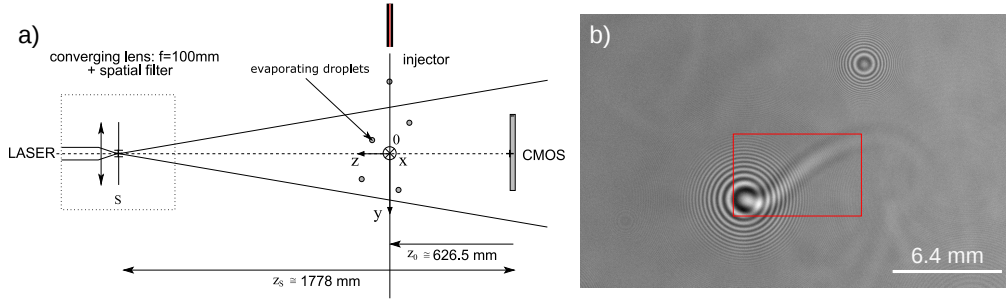 a)
converging lens: f=100mm
+ spatial filter
injector
evaporating droplets
LASER
S
0
z
x
CMOS
y
z₀ ≅ 626.5 mm
zₛ ≅ 1778 mm
b)
6.4 mm